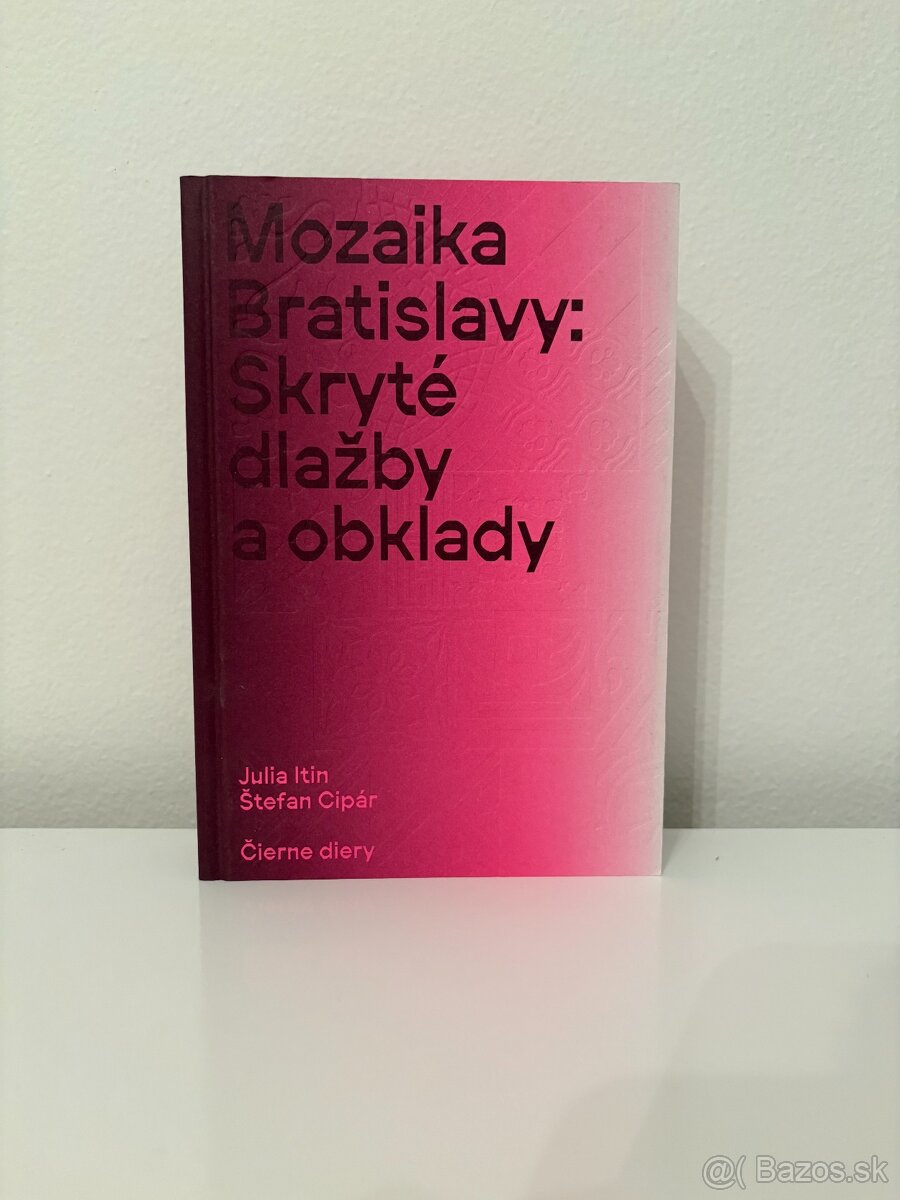 Mozaika
Bratislavy:
Skryté
dlažby
a obklady
Julia Itin
Štefan Cipár
Čierne diery
@( Bazos.sk